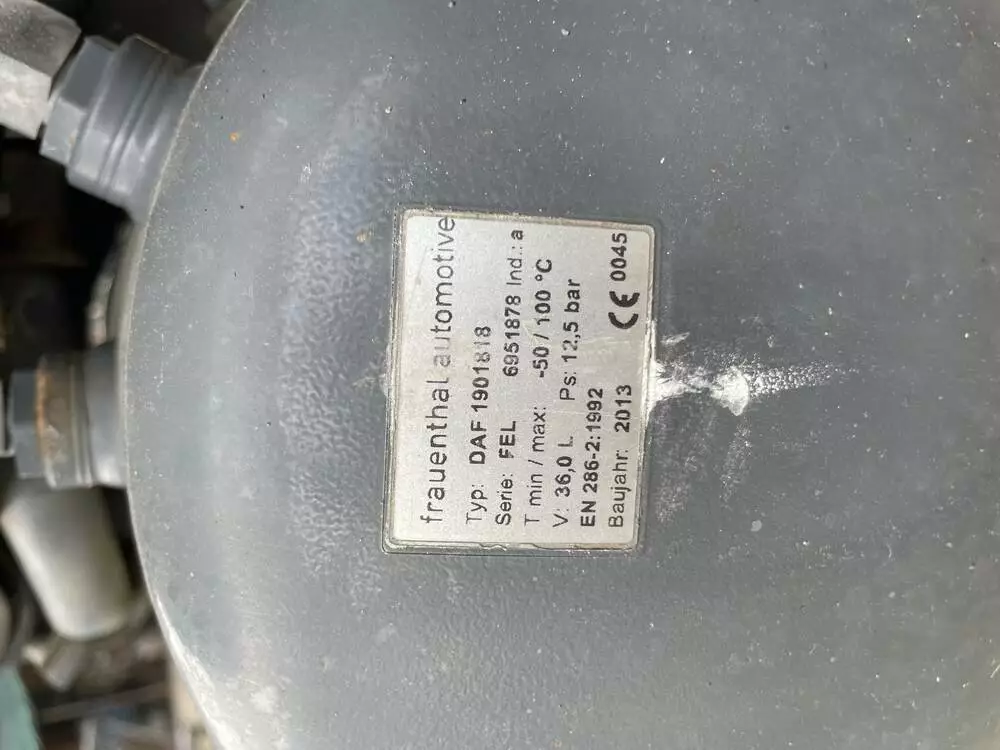 frauenthal automotive
Typ: DAF 1901818
Serie: FEL 6951878 Ind.: a
T min / max: -50 / 100 °C
V: 36,0 L Ps: 12,5 bar
EN 286-2:1992
Baujahr: 2013 CE 0045